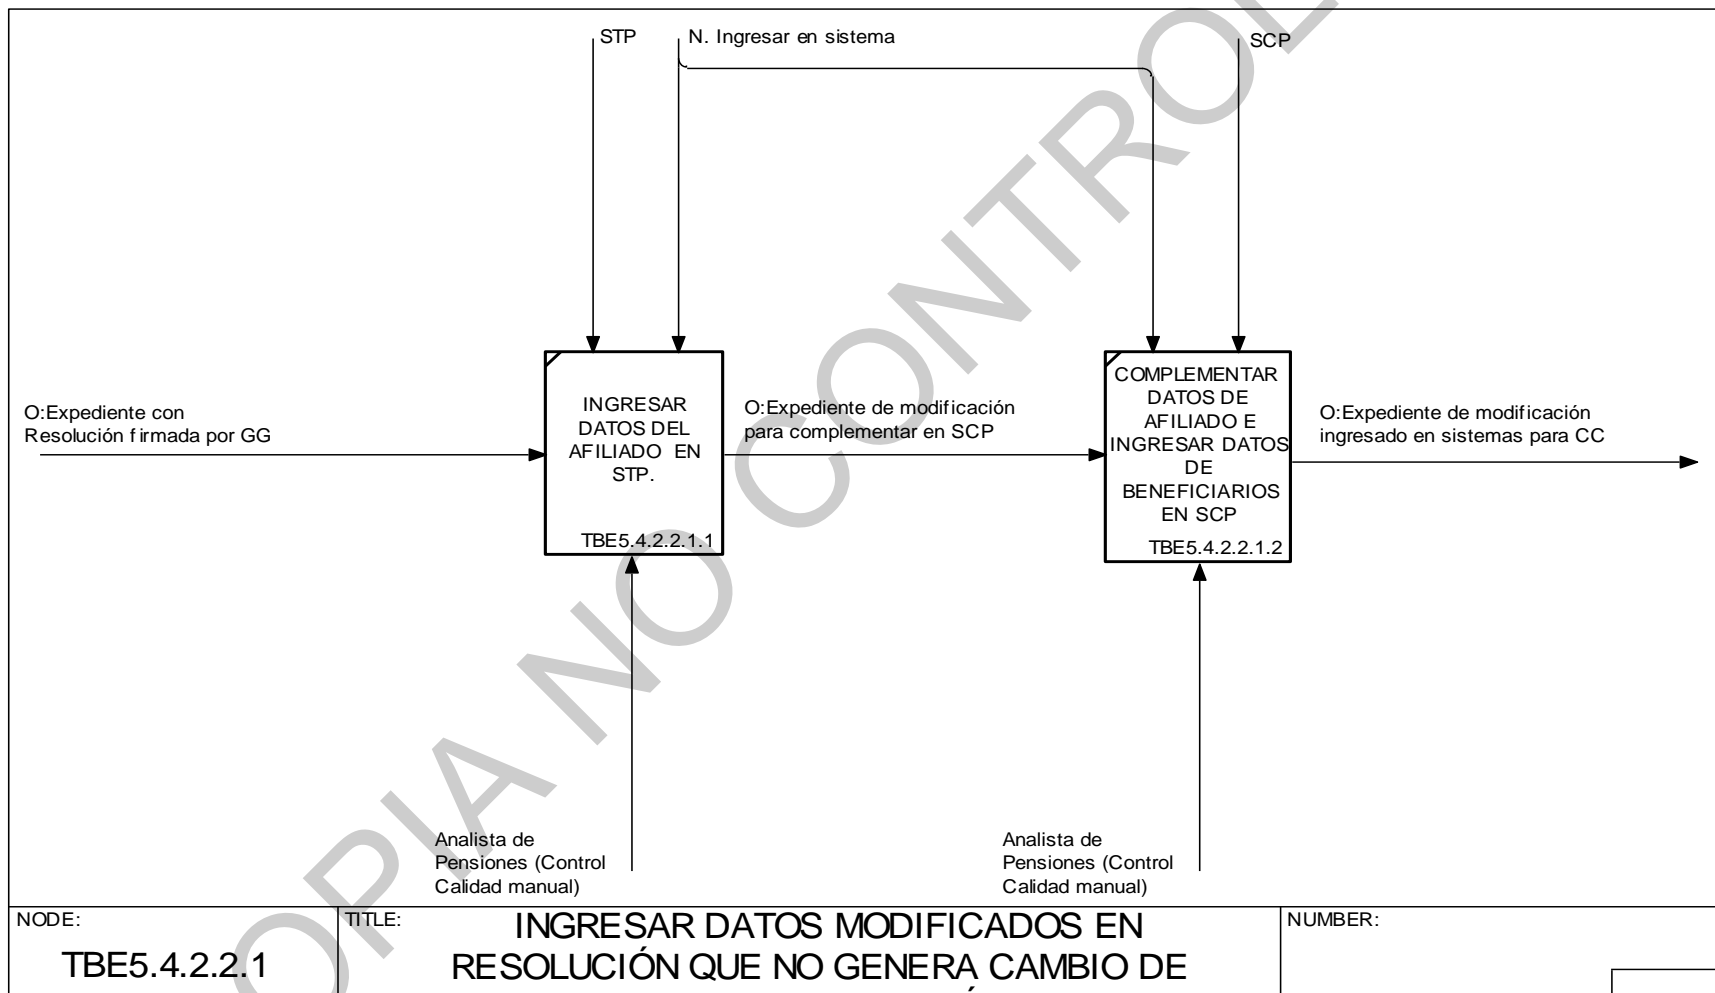 STP
N. Ingresar en sistema
SCP
O:Expediente con
Resolución firmada por GG
INGRESAR
DATOS DEL
AFILIADO EN
STP.
TBE5.4.2.2.1.1
O:Expediente de modificación
para complementar en SCP
COMPLEMENTAR
DATOS DE
AFILIADO E
INGRESAR DATOS
DE
BENEFICIARIOS
EN SCP
TBE5.4.2.2.1.2
O:Expediente de modificación
ingresado en sistemas para CC
Analista de
Pensiones (Control
Calidad manual)
Analista de
Pensiones (Control
Calidad manual)
NODE:
TBE5.4.2.2.1
TITLE:
INGRESAR DATOS MODIFICADOS EN
RESOLUCIÓN QUE NO GENERA CAMBIO DE
NUMBER:
OPIA NO CONTROL